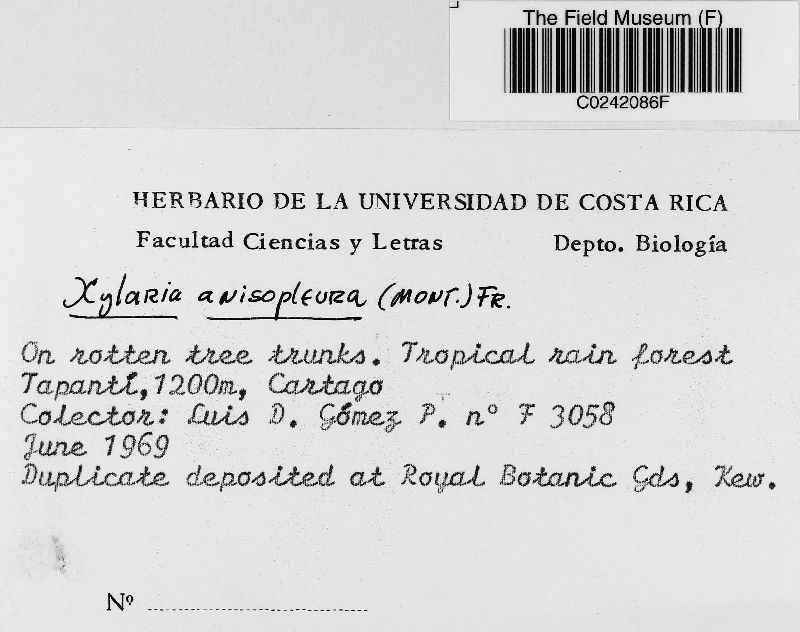 The Field Museum (F)
C0242086F
HERBARIO DE LA UNIVERSIDAD DE COSTA RICA
Facultad Ciencias y Letras Depto. Biología
Xylaria anisopleura (MONT.) FR.
On rotten tree trunks. Tropical rain forest
Tapantí, 1200m, Cartago
Colector: Luis D. Gómez P. n° F 3058
June 1969
Duplicate deposited at Royal Botanic Gds, Kew.
Nº